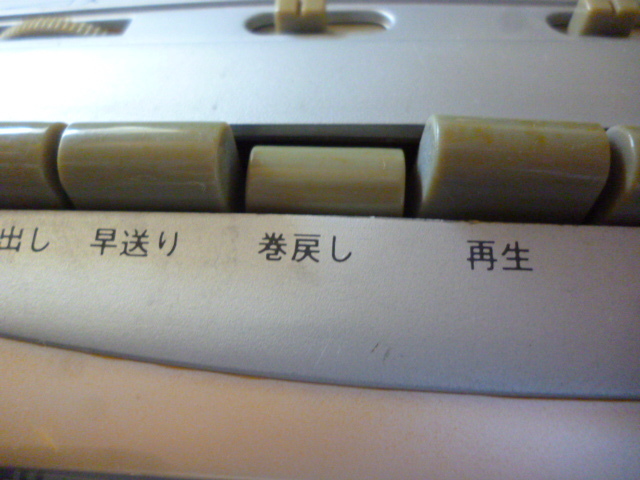 出し 早送り 巻戻し 再生